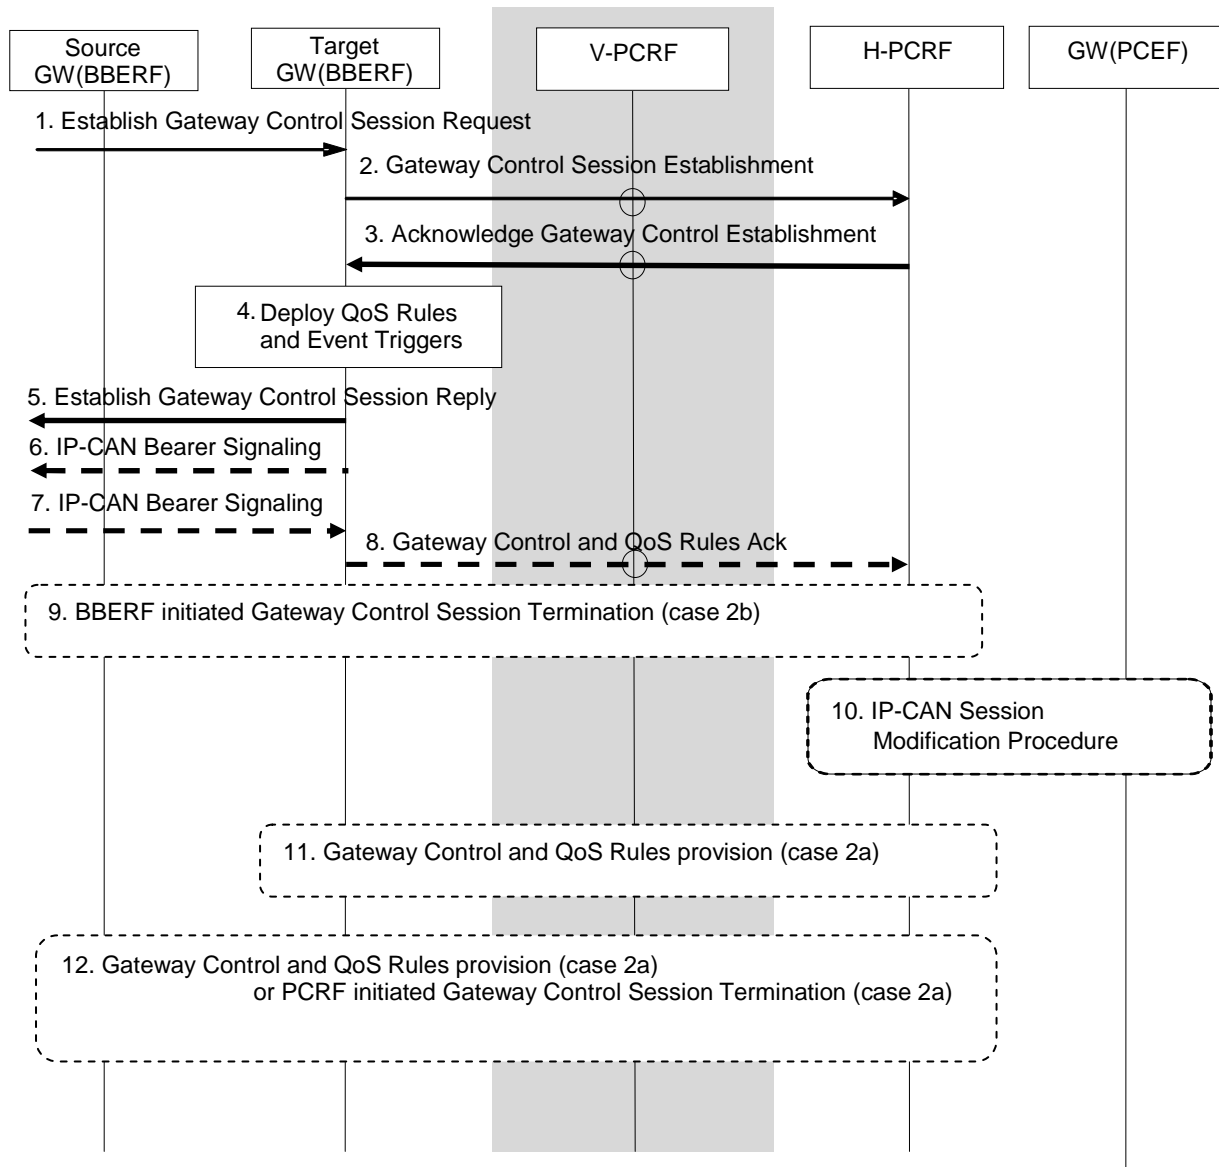 Source
GW(BBERF)
Target
GW(BBERF)
V-PCRF
H-PCRF
GW(PCEF)
1. Establish Gateway Control Session Request
2. Gateway Control Session Establishment
3. Acknowledge Gateway Control Establishment
4. Deploy QoS Rules
and Event Triggers
5. Establish Gateway Control Session Reply
6. IP-CAN Bearer Signaling
7. IP-CAN Bearer Signaling
8. Gateway Control and QoS Rules Ack
9. BBERF initiated Gateway Control Session Termination (case 2b)
10. IP-CAN Session
Modification Procedure
11. Gateway Control and QoS Rules provision (case 2a)
12. Gateway Control and QoS Rules provision (case 2a)
or PCRF initiated Gateway Control Session Termination (case 2a)